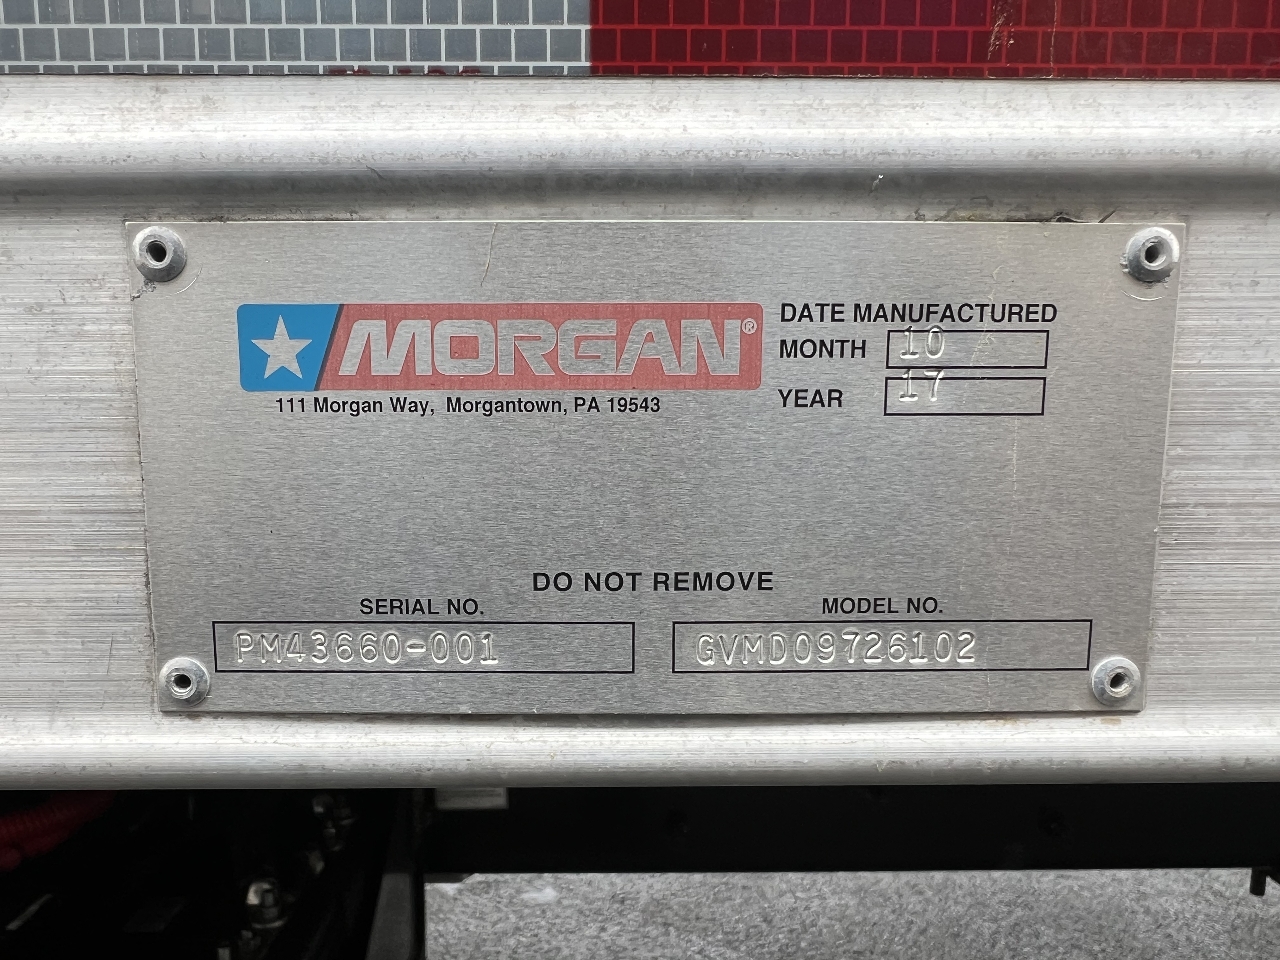 MORGAN®
111 Morgan Way, Morgantown, PA 19543
DATE MANUFACTURED
MONTH 10
YEAR 17
DO NOT REMOVE
SERIAL NO.
PM43660-001
MODEL NO.
GVMD09726102